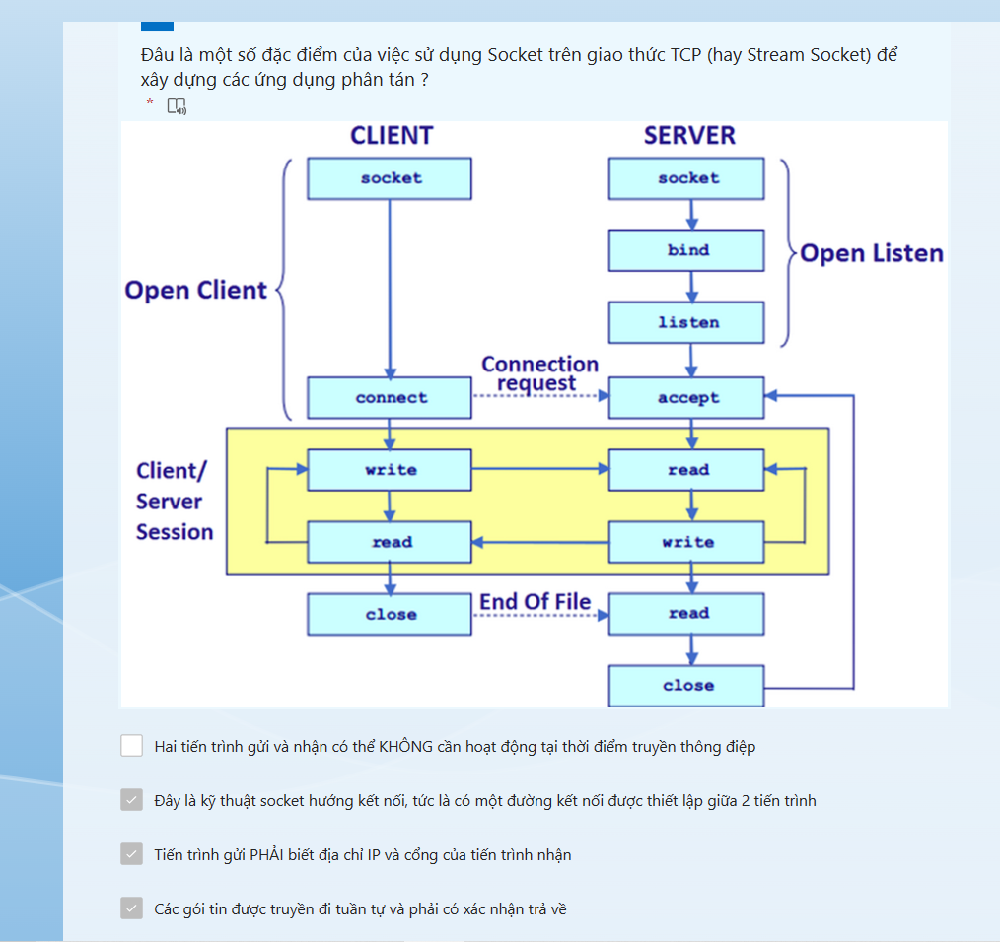 Đâu là một số đặc điểm của việc sử dụng Socket trên giao thức TCP (hay Stream Socket) để
xây dựng các ứng dụng phân tán ?
*
CLIENT
SERVER
socket
socket
bind
Open Listen
Open Client
listen
Connection
request
connect
accept
Client/
Server
Session
write
read
read
write
End Of File
close
read
close
Hai tiến trình gửi và nhận có thể KHÔNG cần hoạt động tại thời điểm truyền thông điệp
Đây là kỹ thuật socket hướng kết nối, tức là có một đường kết nối được thiết lập giữa 2 tiến trình
Tiến trình gửi PHẢI biết địa chỉ IP và cổng của tiến trình nhận
Các gói tin được truyền đi tuần tự và phải có xác nhận trả về